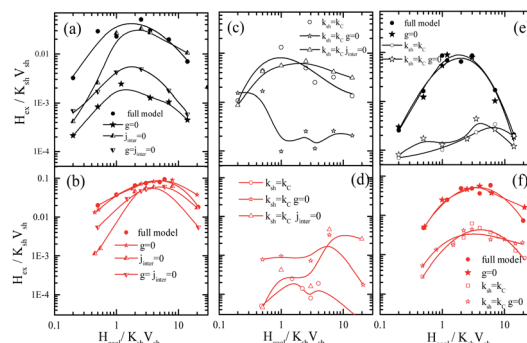 (a)
H_ex/ K_sh V_sh
0.01
1E-3
1E-4
full model
g=0
j_inter=0
g=j_inter=0
(c)
k_sh=k_C
k_sh=k_C g=0
k_sh=k_C j_inter=0
(e)
full model
g=0
k_sh=k_C
k_sh=k_C g=0
(b)
H_ex/ K_sh V_sh
0.1
0.01
1E-3
1E-4
full model
g=0
j_inter=0
g= j_inter=0
(d)
k_sh=k_C
k_sh=k_C g=0
k_sh=k_C j_inter=0
(f)
full model
g=0
k_sh=k_C
k_sh=k_C g=0
0.1 1 10
0.1 1 10
0.1 1 10